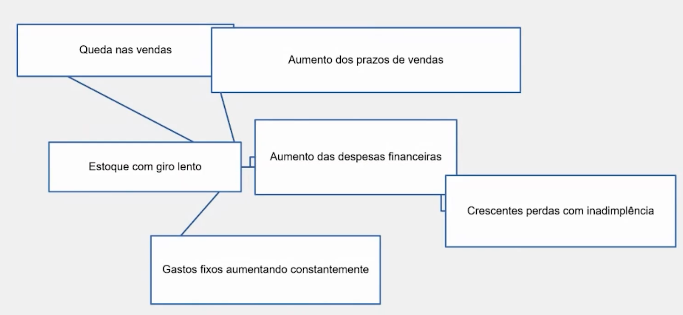 Queda nas vendas
Aumento dos prazos de vendas
Estoque com giro lento
Aumento das despesas financeiras
Crescentes perdas com inadimplência
Gastos fixos aumentando constantemente